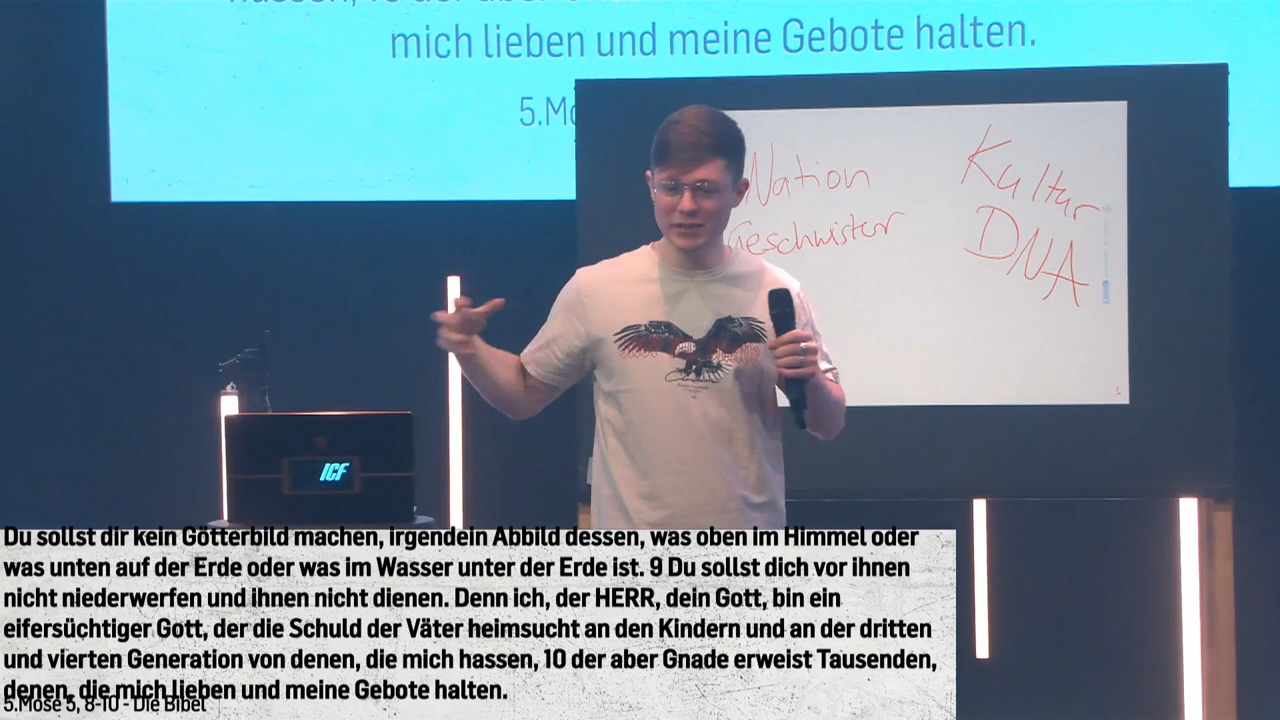 mich lieben und meine Gebote halten.
Nation
Kultur
Geschwister
DNA
ICF
Du sollst dir kein Götterbild machen, irgendein Abbild dessen, was oben im Himmel oder
was unten auf der Erde oder was im Wasser unter der Erde ist. 9 Du sollst dich vor ihnen
nicht niederwerfen und ihnen nicht dienen. Denn ich, der HERR, dein Gott, bin ein
eifersüchtiger Gott, der die Schuld der Väter heimsucht an den Kindern und an der dritten
und vierten Generation von denen, die mich hassen, 10 der aber Gnade erweist Tausenden,
denen, die mich lieben und meine Gebote halten.
5.Mose 5, 8-10 - Die Bibel